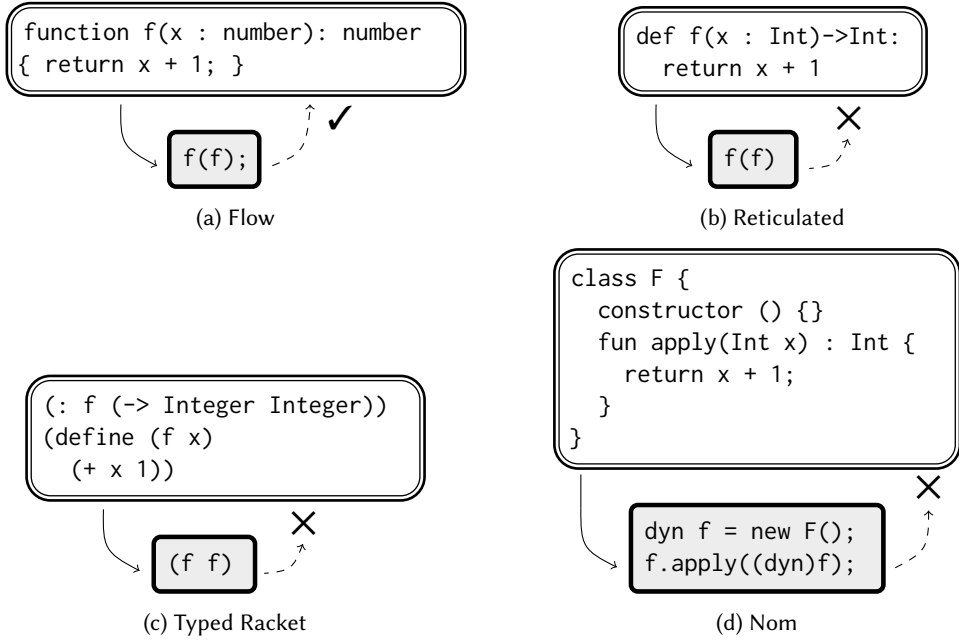 function f(x : number): number
{ return x + 1; }
✓
f(f);
(a) Flow
def f(x : Int)->Int:
  return x + 1
×
f(f)
(b) Reticulated
(: f (-> Integer Integer))
(define (f x)
  (+ x 1))
×
(f f)
(c) Typed Racket
class F {
  constructor () {}
  fun apply(Int x) : Int {
    return x + 1;
  }
}
×
dyn f = new F();
f.apply((dyn)f);
(d) Nom